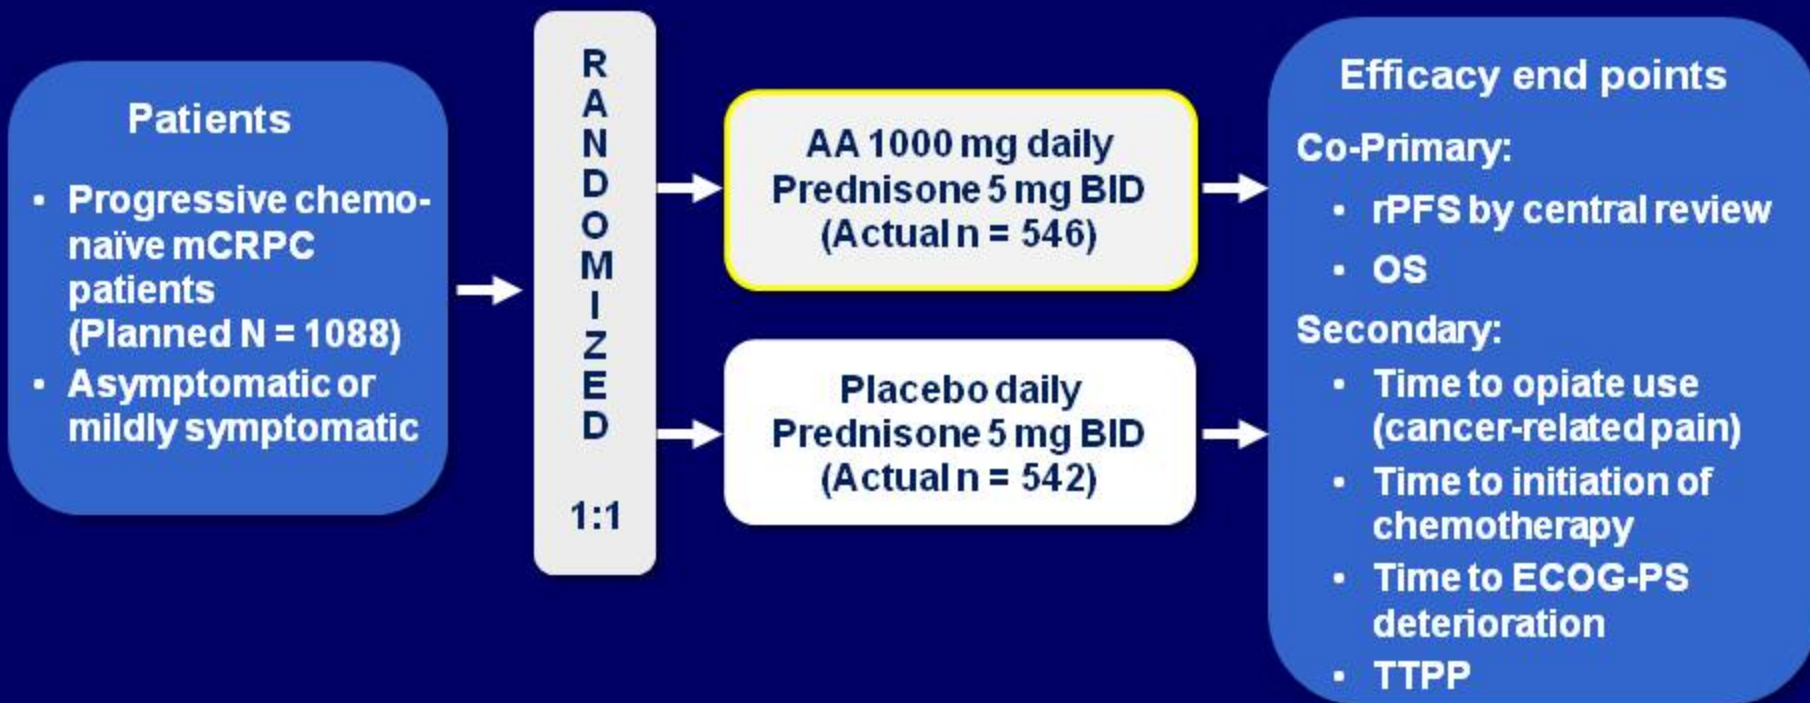 Patients
• Progressive chemo-
naïve mCRPC
patients
(Planned N = 1088)
• Asymptomatic or
mildly symptomatic
RANDOMIZED
1:1
AA 1000 mg daily
Prednisone 5 mg BID
(Actual n = 546)
Placebo daily
Prednisone 5 mg BID
(Actual n = 542)
Efficacy end points
Co-Primary:
• rPFS by central review
• OS
Secondary:
• Time to opiate use
(cancer-related pain)
• Time to initiation of
chemotherapy
• Time to ECOG-PS
deterioration
• TTPP